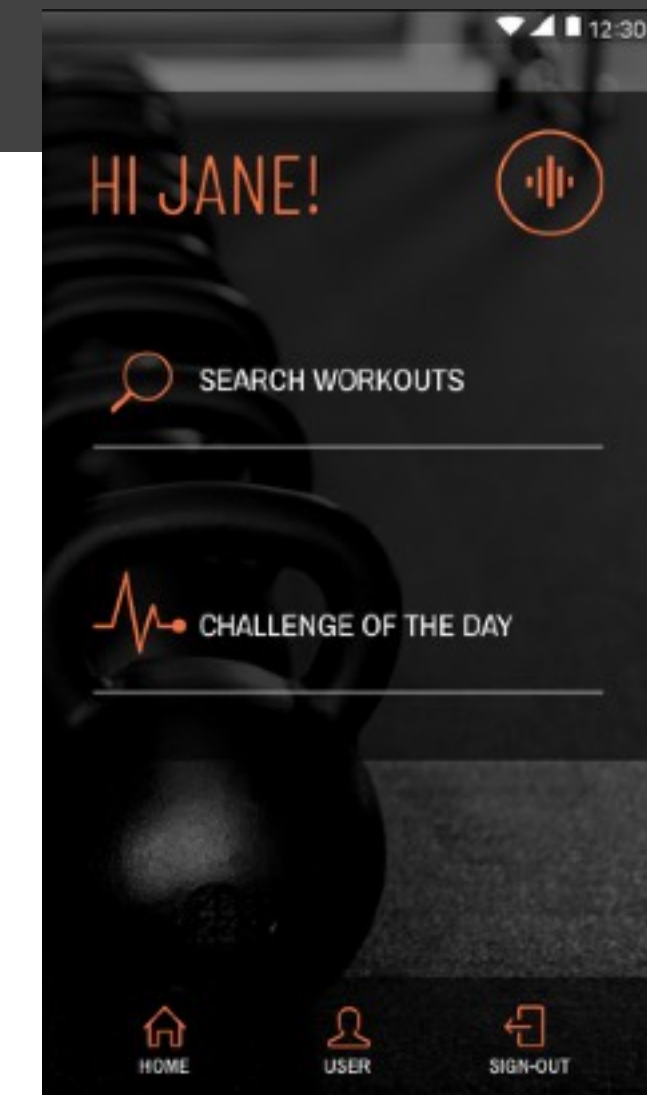 12:30
HI JANE!
SEARCH WORKOUTS
CHALLENGE OF THE DAY
HOME
USER
SIGN-OUT